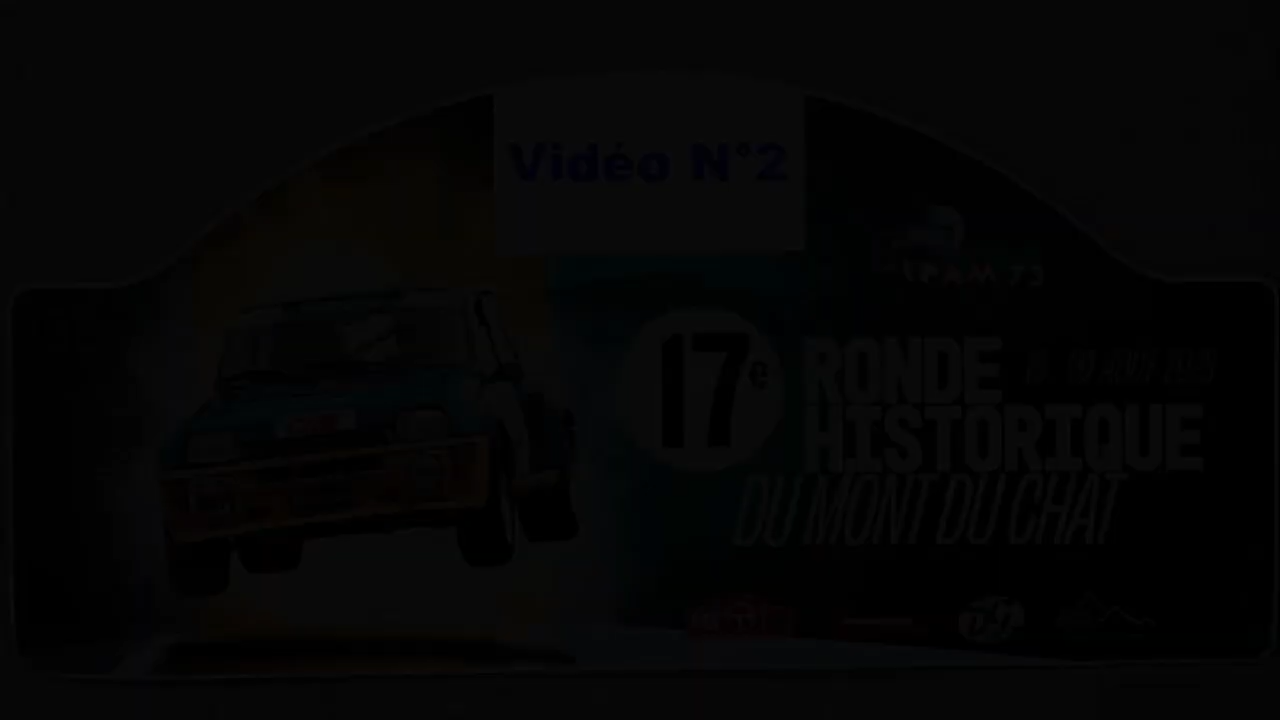 Vidéo N°2
17e
RONDE
HISTORIQUE
DU MONT DU CHAT